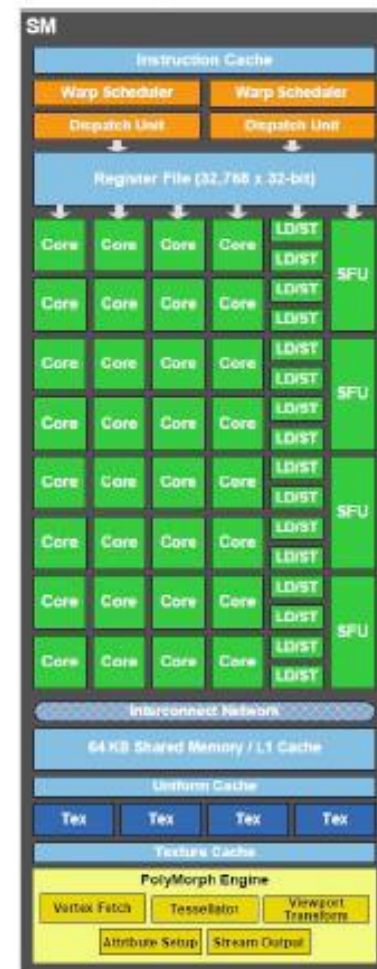 SM
Instruction Cache
Warp Scheduler Warp Scheduler
Dispatch Unit Dispatch Unit
Register File (32,768 x 32-bit)
LD/ST
Core Core Core Core
LD/ST
SFU
LD/ST
Core Core Core Core
LD/ST
LD/ST
Core Core Core Core
LD/ST
SFU
LD/ST
Core Core Core Core
LD/ST
LD/ST
Core Core Core Core
LD/ST
SFU
LD/ST
Core Core Core Core
LD/ST
LD/ST
Core Core Core Core
LD/ST
SFU
LD/ST
Core Core Core Core
LD/ST
Interconnect Network
64 KB Shared Memory / L1 Cache
Uniform Cache
Tex Tex Tex Tex
Texture Cache
PolyMorph Engine
Vertex Fetch Tessellator Viewport
Transform
Attribute Setup Stream Output